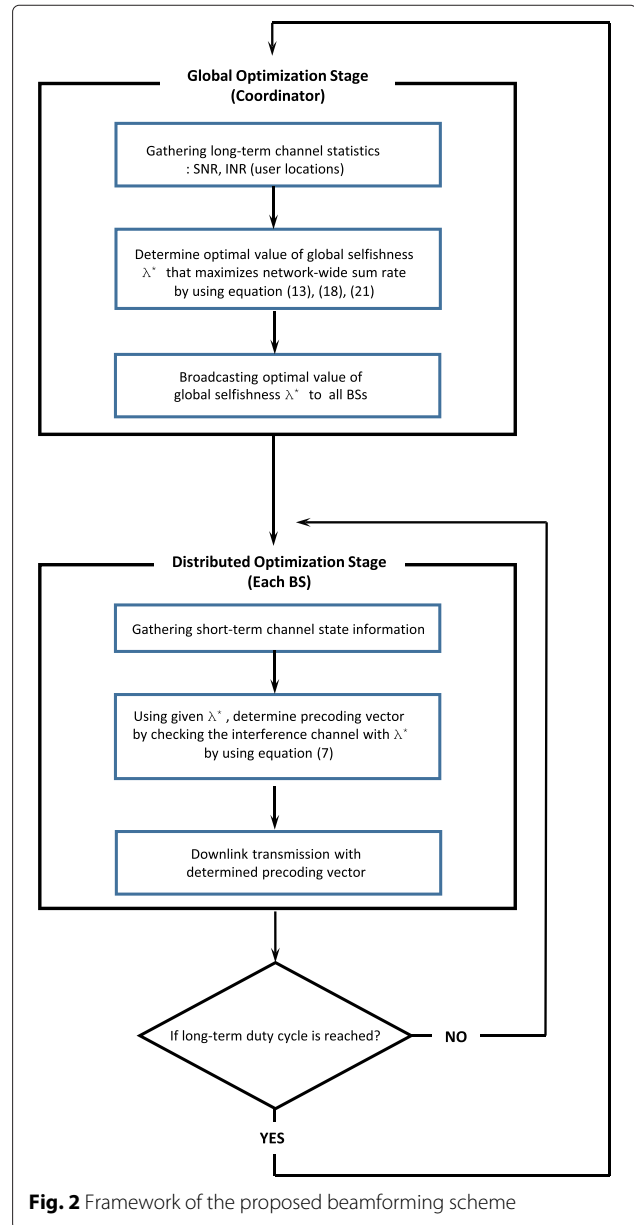 Global Optimization Stage
(Coordinator)
Gathering long-term channel statistics
: SNR, INR (user locations)
Determine optimal value of global selfishness
λ* that maximizes network-wide sum rate
by using equation (13), (18), (21)
Broadcasting optimal value of
global selfishness λ* to all BSs
Distributed Optimization Stage
(Each BS)
Gathering short-term channel state information
Using given λ*, determine precoding vector
by checking the interference channel with λ*
by using equation (7)
Downlink transmission with
determined precoding vector
If long-term duty cycle is reached?
NO
YES
Fig. 2 Framework of the proposed beamforming scheme